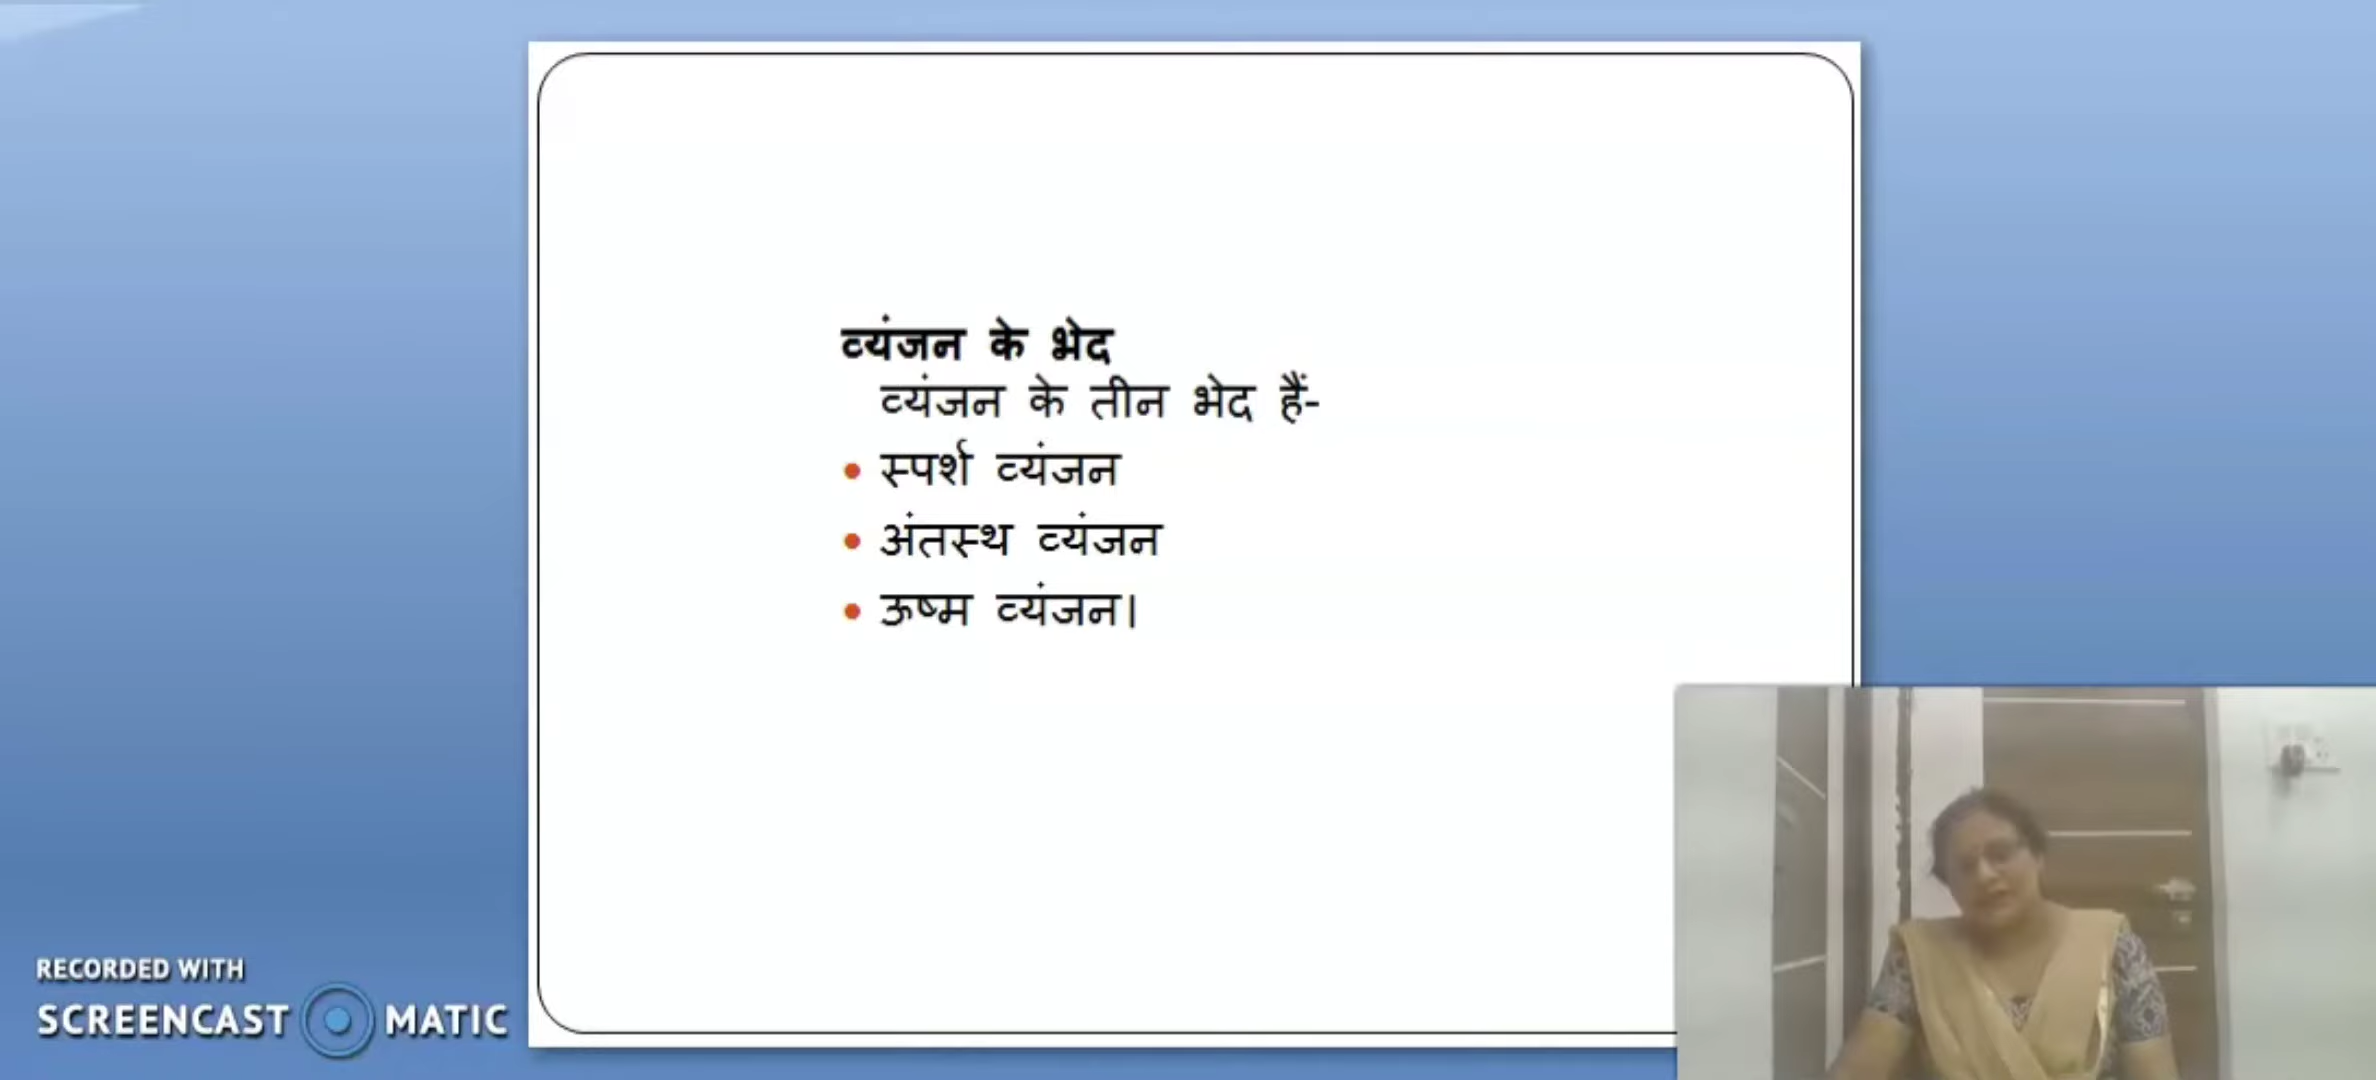 व्यंजन के भेद
व्यंजन के तीन भेद हैं-
• स्पर्श व्यंजन
• अंतस्थ व्यंजन
• ऊष्म व्यंजन।
RECORDED WITH
SCREENCAST MATIC